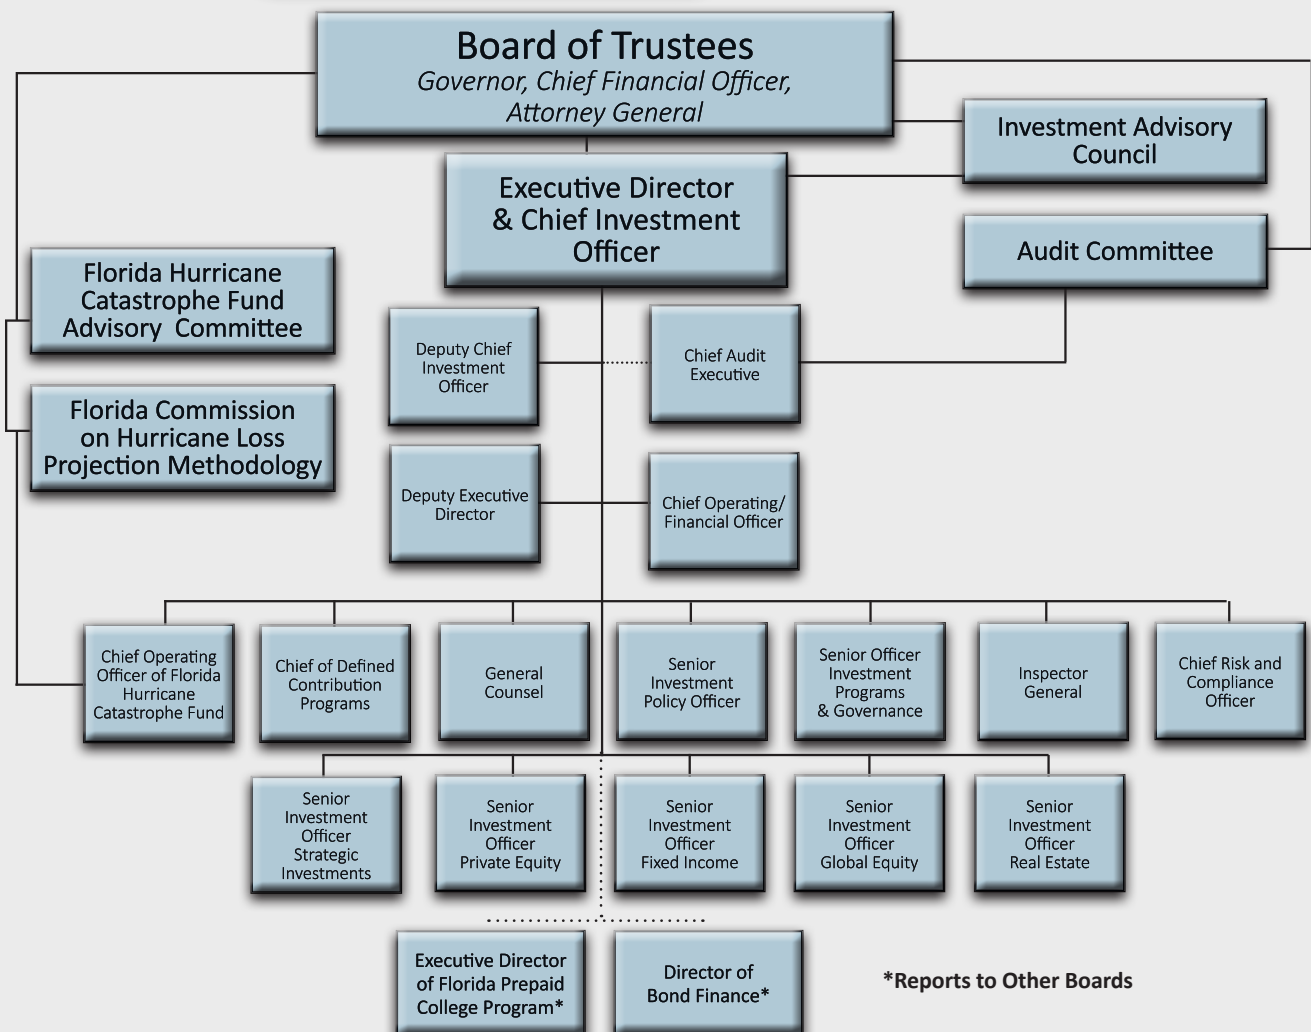 Board of Trustees
Governor, Chief Financial Officer,
Attorney General
Investment Advisory
Council
Executive Director
& Chief Investment
Officer
Audit Committee
Florida Hurricane
Catastrophe Fund
Advisory Committee
Deputy Chief
Investment
Officer
Chief Audit
Executive
Florida Commission
on Hurricane Loss
Projection Methodology
Deputy Executive
Director
Chief Operating/
Financial Officer
Chief Operating
Officer of Florida
Hurricane
Catastrophe Fund
Chief of Defined
Contribution
Programs
General
Counsel
Senior
Investment
Policy Officer
Senior Officer
Investment
Programs
& Governance
Inspector
General
Chief Risk and
Compliance
Officer
Senior
Investment
Officer
Strategic
Investments
Senior
Investment
Officer
Private Equity
Senior
Investment
Officer
Fixed Income
Senior
Investment
Officer
Global Equity
Senior
Investment
Officer
Real Estate
Executive Director
of Florida Prepaid
College Program*
Director of
Bond Finance*
*Reports to Other Boards